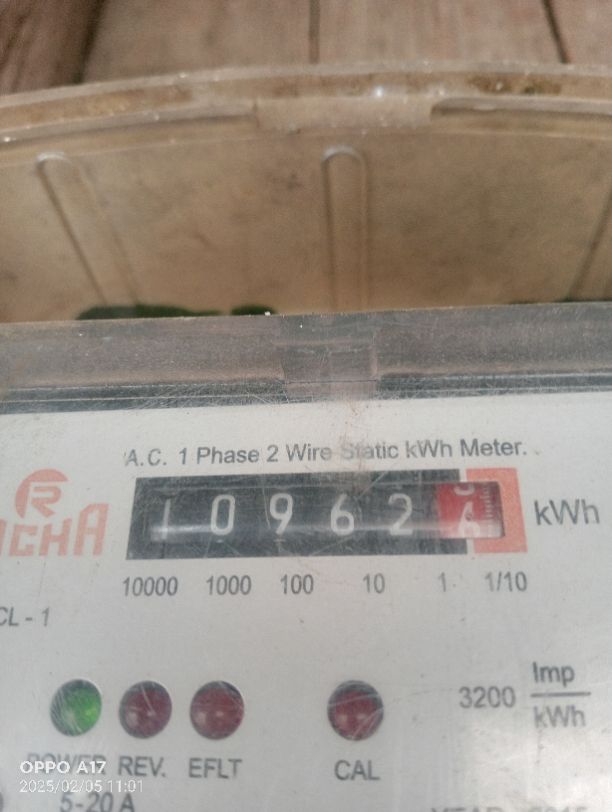 A.C. 1 Phase 2 Wire Static kWh Meter.
10962 kWh
10000 1000 100 10 1 1/10
CL - 1
3200 Imp
kWh
POWER REV. EFLT CAL
OPPO A17
2025/02/05 11:01
5-20 A